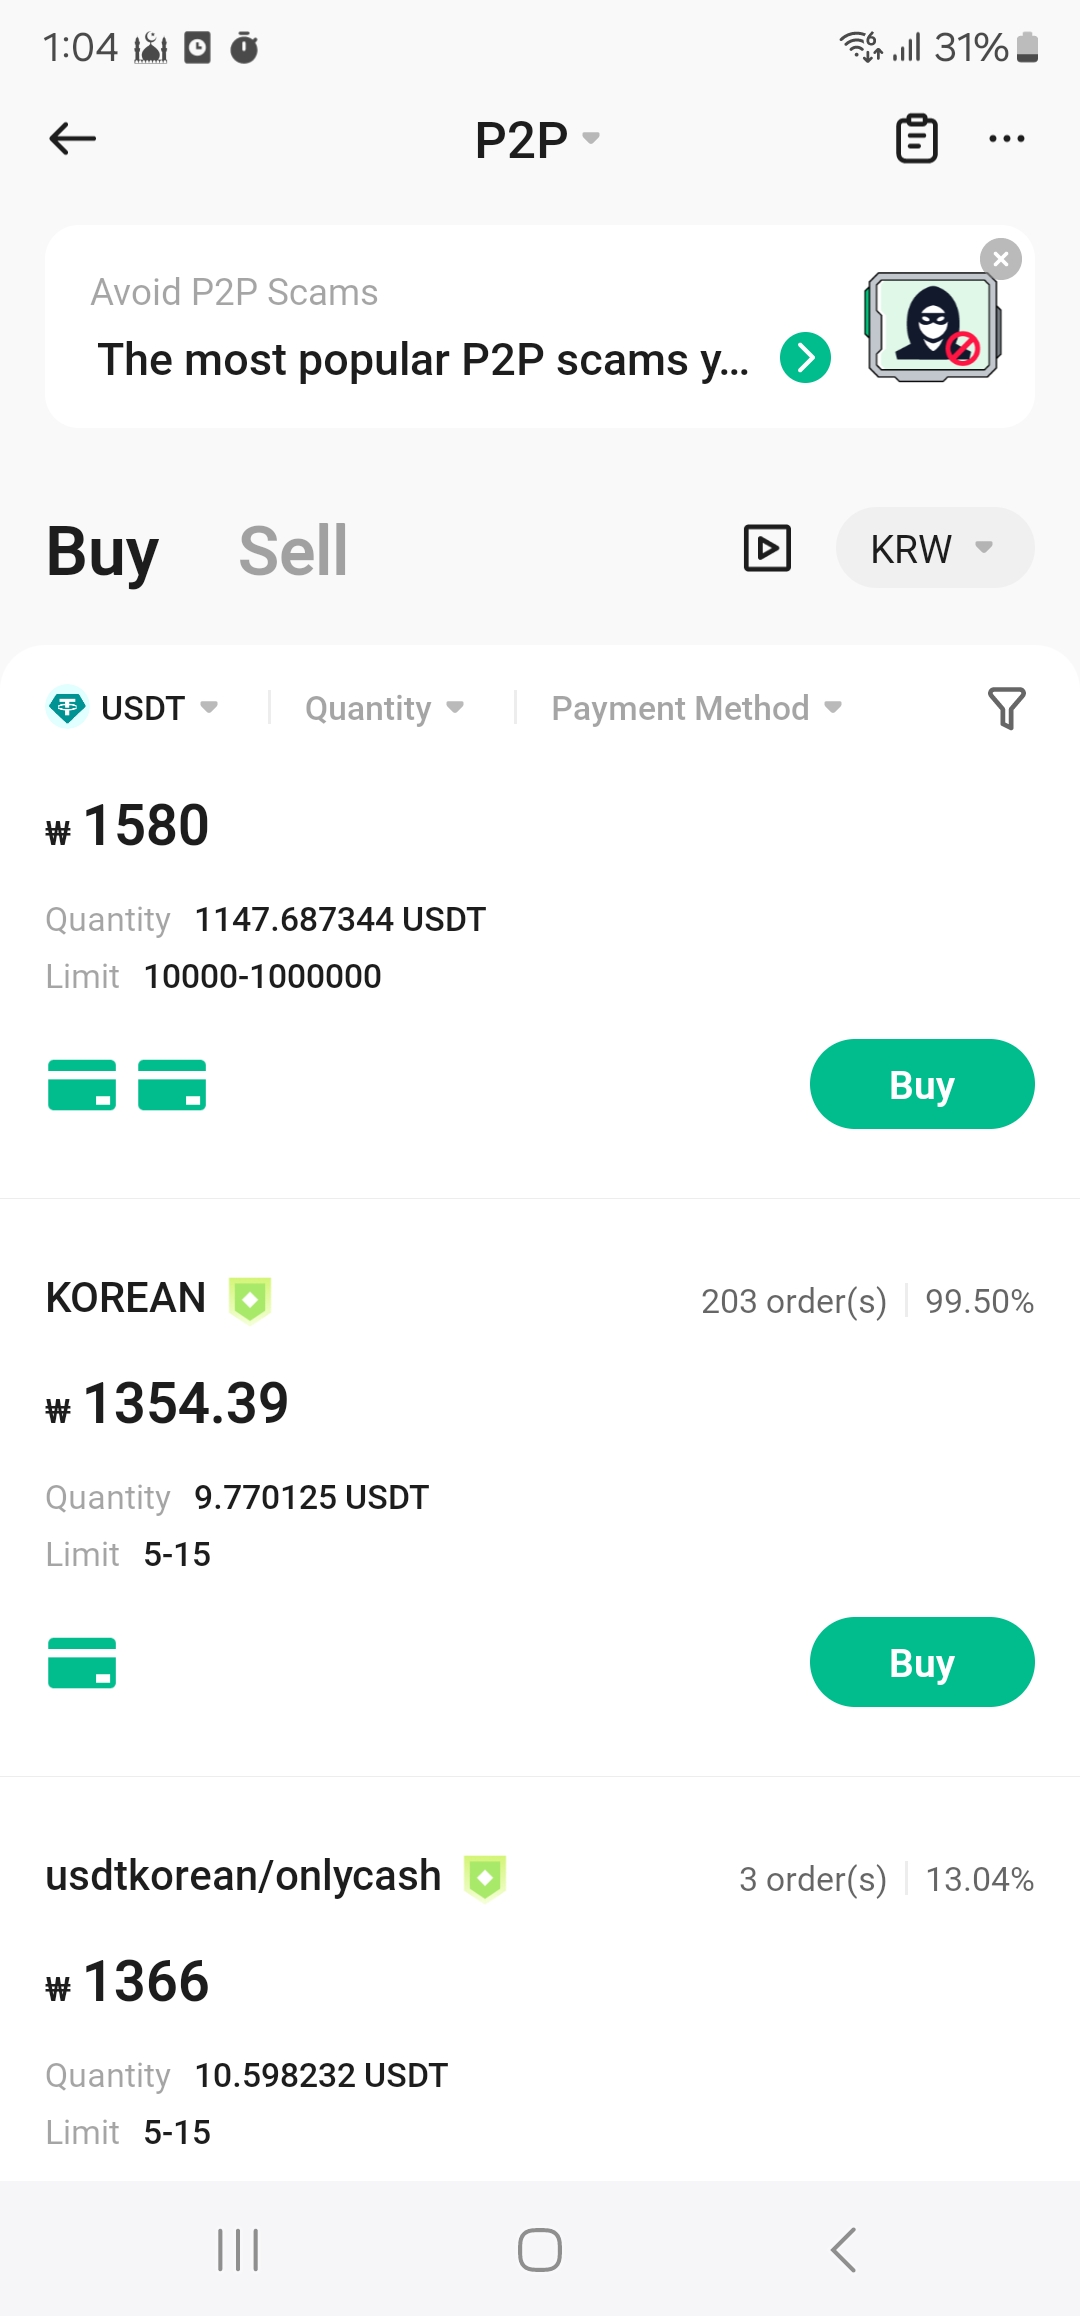 1:04
6 31%
P2P
Avoid P2P Scams
The most popular P2P scams y...
Buy Sell KRW
USDT Quantity Payment Method
₩ 1580
Quantity 1147.687344 USDT
Limit 10000-1000000
Buy
KOREAN 203 order(s) 99.50%
₩ 1354.39
Quantity 9.770125 USDT
Limit 5-15
Buy
usdtkorean/onlycash 3 order(s) 13.04%
₩ 1366
Quantity 10.598232 USDT
Limit 5-15